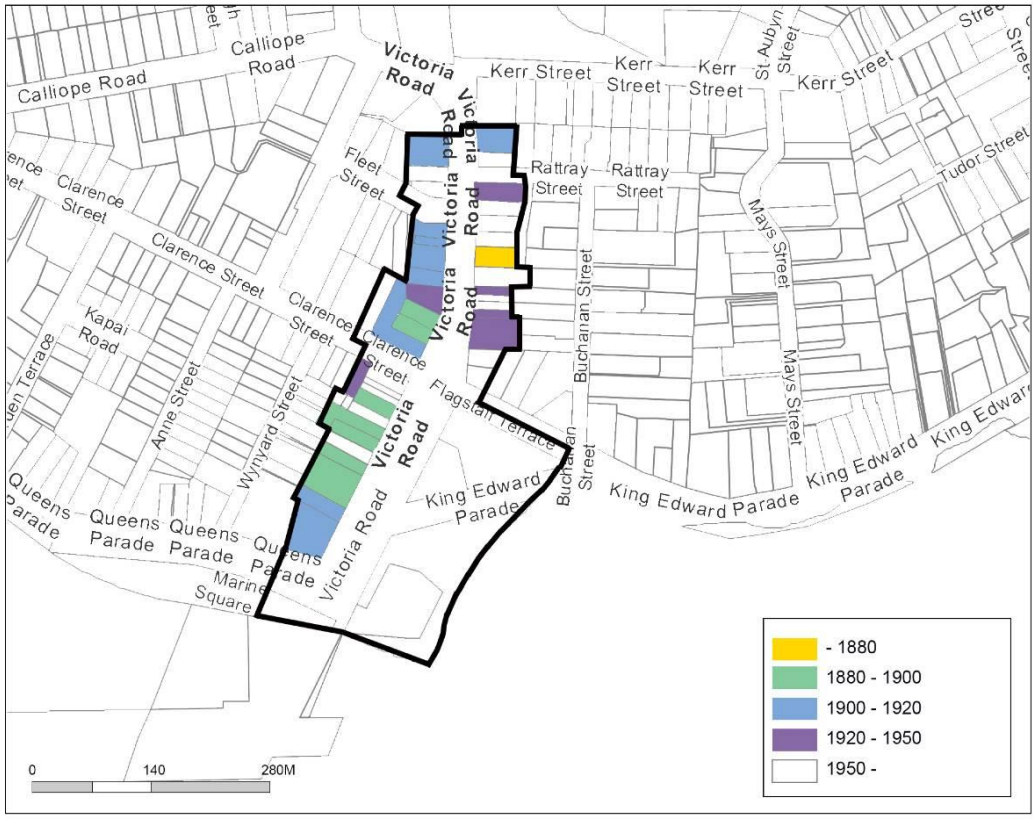 Calliope
Road
Calliope Road
Victoria
Road
Kerr Street
Kerr
Street
Kerr
Street
St Aubyn
Street
Kerr Street
Street
Tudor Street
Clarence
Street
Fleet
Street
Victoria
Road
Victoria
Road
Rattray
Street
Rattray
Street
Mays Street
Clarence Street
Clarence
Street
Victoria
Road
Buchanan Street
Kapai
Road
Clarence
Street
Mays Street
Anne Street
Wynyard Street
Victoria
Road
Flagstaff Terrace
Buchanan
Street
King Edward
Parade
King Edward Parade
King Edward
Parade
King Edward
Queens
Parade
Queens
Parade
Queens
Parade
Queens
Parade
Victoria Road
Marine
Square
- 1880
1880 - 1900
1900 - 1920
1920 - 1950
1950 -
0 140 280M